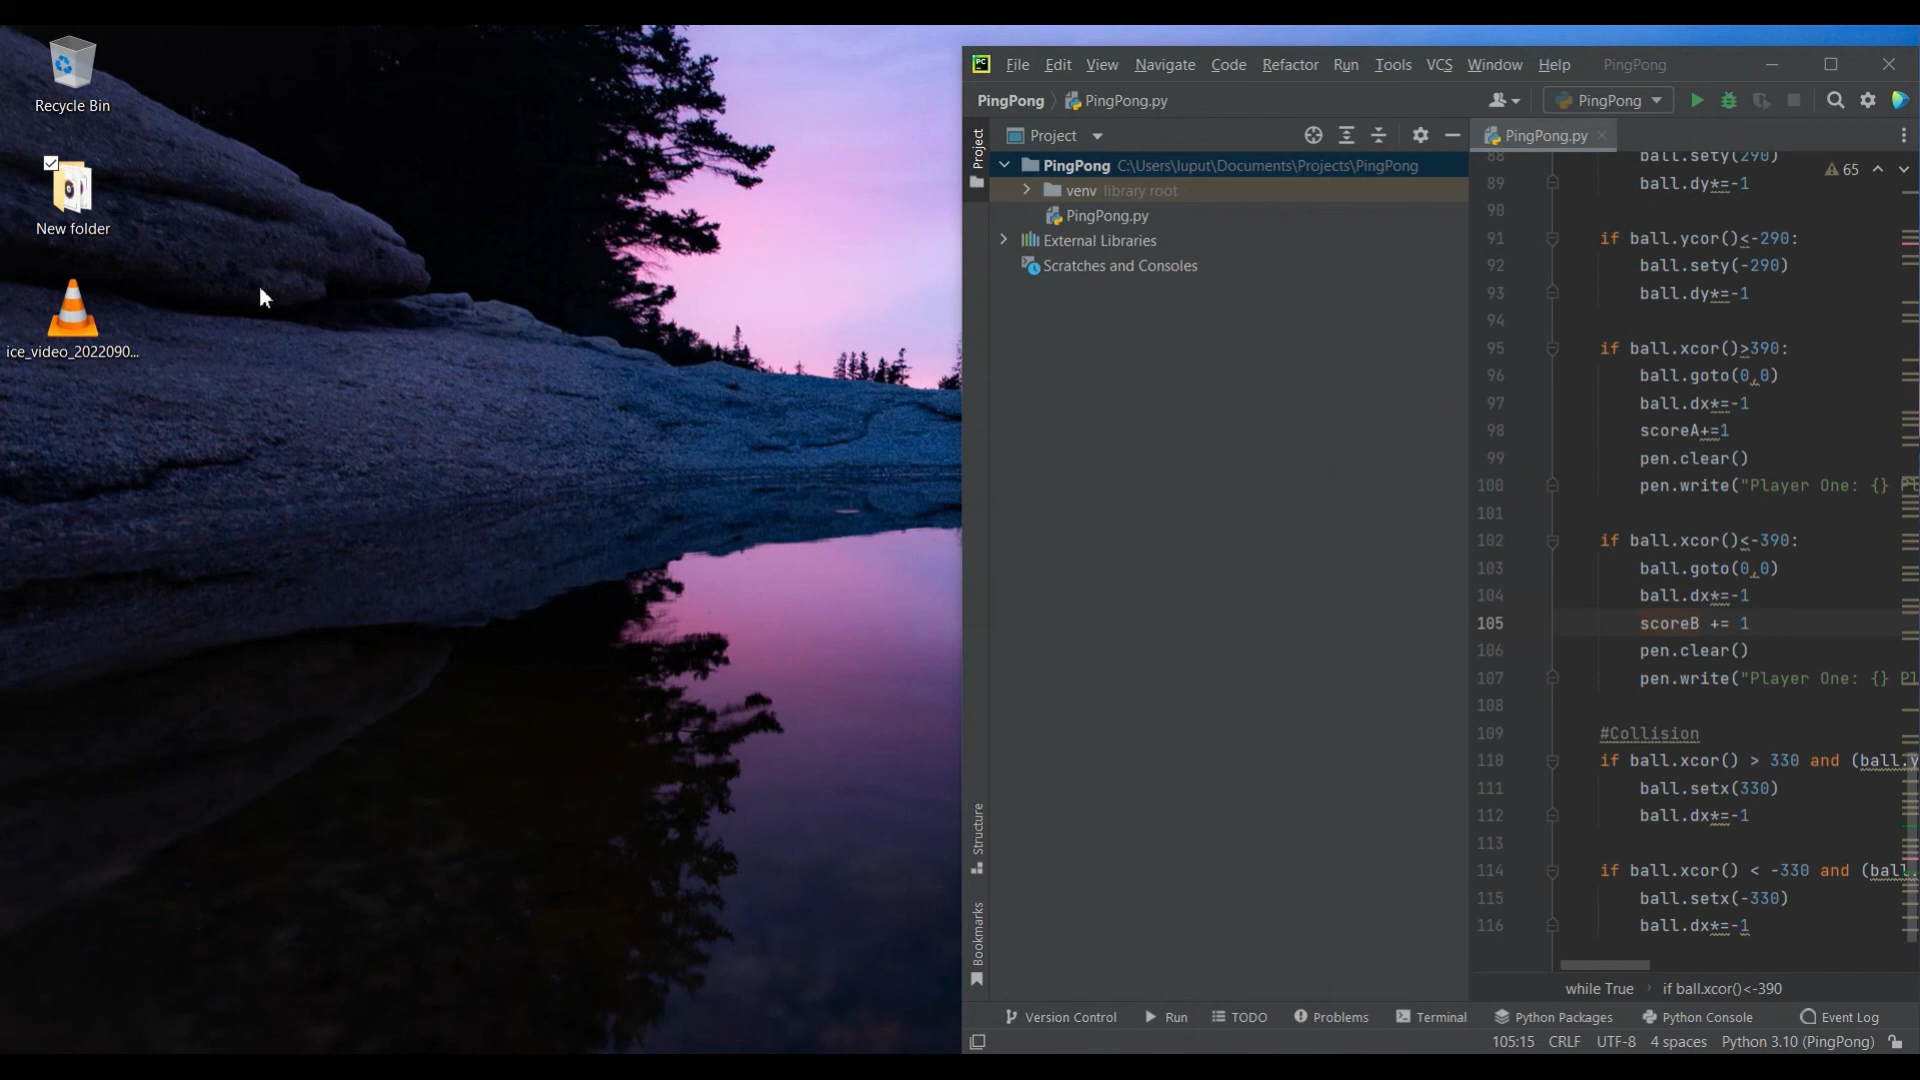 Recycle Bin
New folder
ice_video_2022090...
File Edit View Navigate Code Refactor Run Tools VCS Window Help PingPong
PingPong PingPong.py PingPong
Project
Project PingPong.py
PingPong C:\Users\luput\Documents\Projects\PingPong
venv library root
PingPong.py
External Libraries
Scratches and Consoles
65
88 ball.sety(290)
89 ball.dy*=-1
90
91 if ball.ycor()<-290:
92 ball.sety(-290)
93 ball.dy*=-1
94
95 if ball.xcor()>390:
96 ball.goto(0,0)
97 ball.dx*=-1
98 scoreA+=1
99 pen.clear()
100 pen.write("Player One: {} Pl
101
102 if ball.xcor()<-390:
103 ball.goto(0,0)
104 ball.dx*=-1
105 scoreB += 1
106 pen.clear()
107 pen.write("Player One: {} Pl
108
109 #Collision
110 if ball.xcor() > 330 and (ball.y
111 ball.setx(330)
112 ball.dx*=-1
113
114 if ball.xcor() < -330 and (ball.
115 ball.setx(-330)
116 ball.dx*=-1
Structure
Bookmarks
while True if ball.xcor()<-390
Version Control Run TODO Problems Terminal Python Packages Python Console Event Log
105:15 CRLF UTF-8 4 spaces Python 3.10 (PingPong)